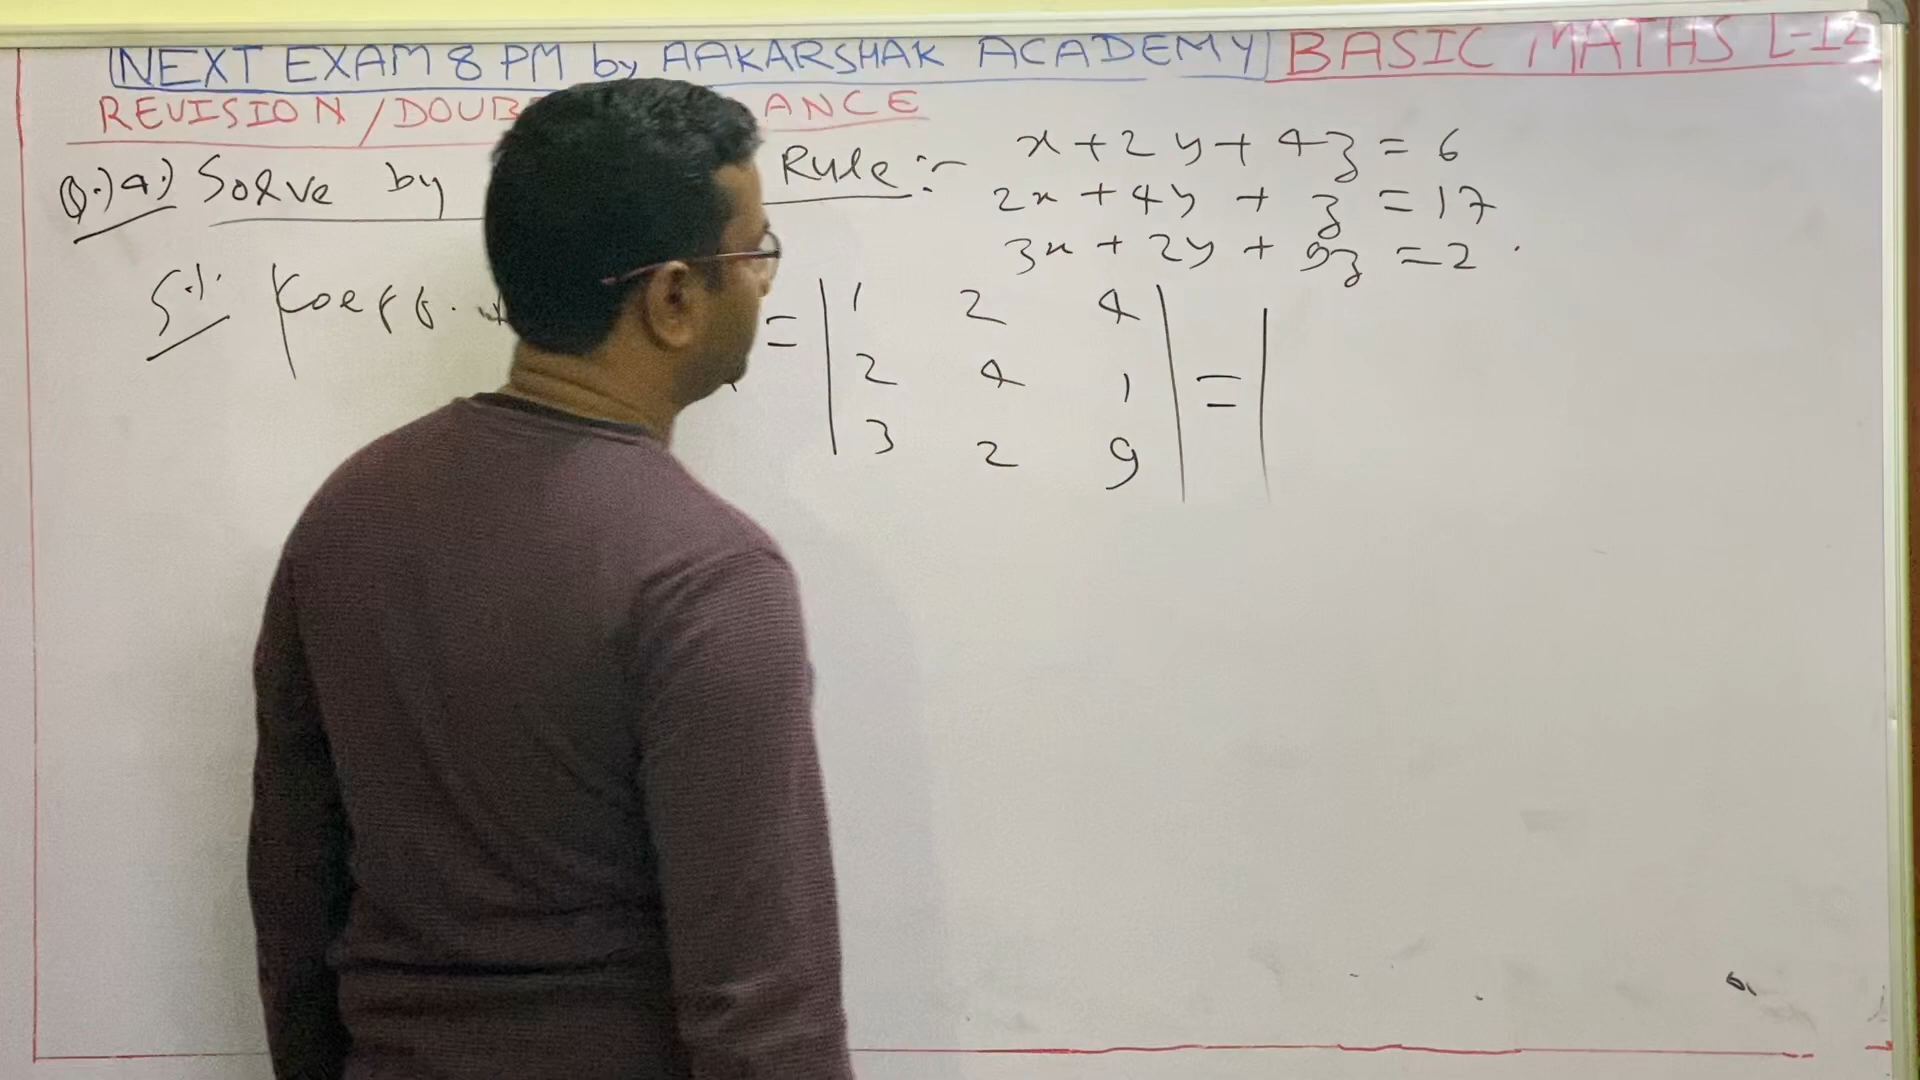 NEXT EXAM 8 PM by AAKARSHAK ACADEMY BASIC MATHS L-12
REVISION / DOUB ANCE
Q.) 4.) Solve by Rule :-
x + 2y + 4z = 6
2x + 4y + z = 17
3x + 2y + 9z = 2
Sol: Coeff. = | 1 2 4 | = |
2 4 1
3 2 9